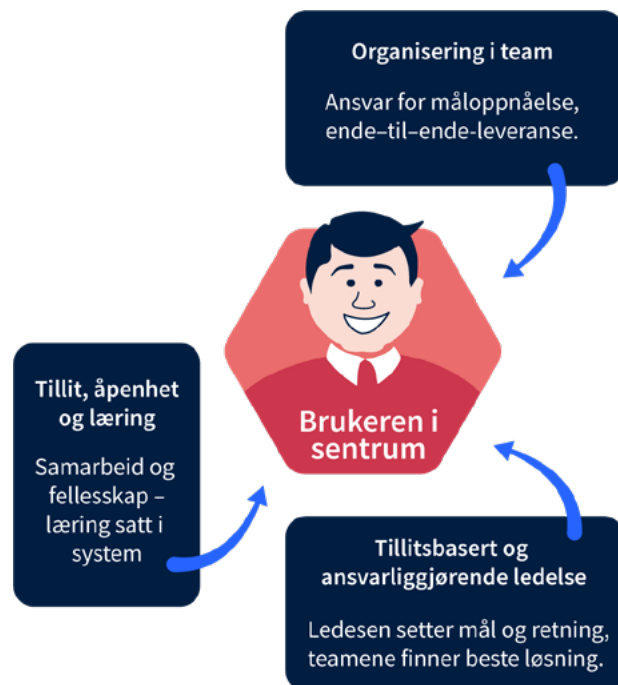 Organisering i team
Ansvar for måloppnåelse,
ende–til–ende-leveranse.
Brukeren i
sentrum
Tillit, åpenhet
og læring
Samarbeid og
fellesskap –
læring satt i
system
Tillitsbasert og
ansvarliggjørende ledelse
Ledesen setter mål og retning,
teamene finner beste løsning.